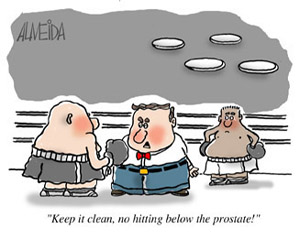 ALMEIDA
"Keep it clean, no hitting below the prostate!"